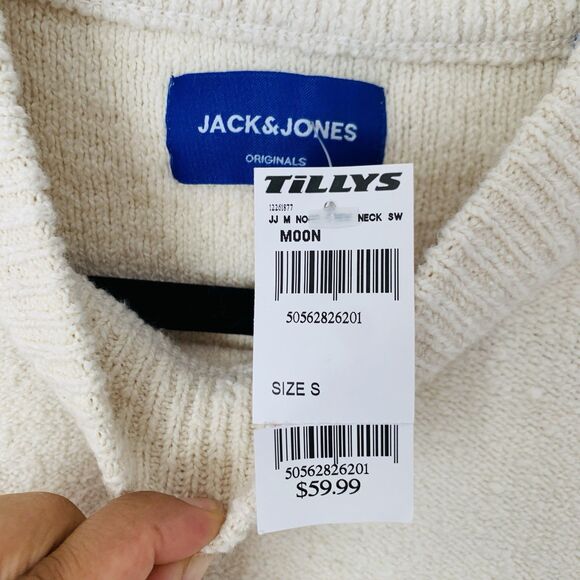 JACK&JONES
ORIGINALS
TILLYS
12261877
JJ M NO NECK SW
MOON
50562826201
SIZE S
50562826201
$59.99